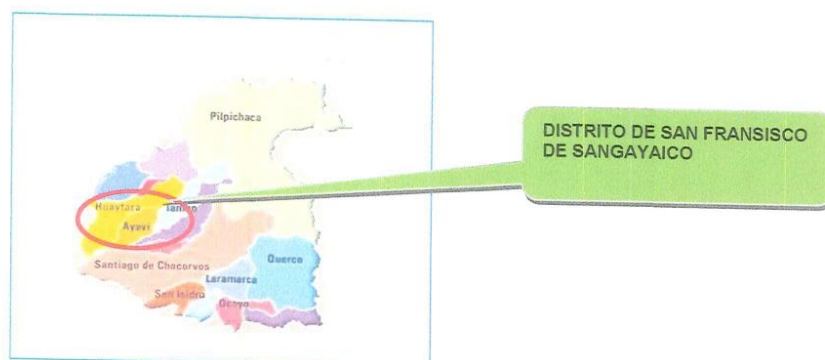 Pilpichaca
DISTRITO DE SAN FRANSISCO
DE SANGAYAICO
Huaytara
Tambo
Ayavi
Santiago de Chocorvos
Querco
Laramarca
San Isidro
Ocoyo